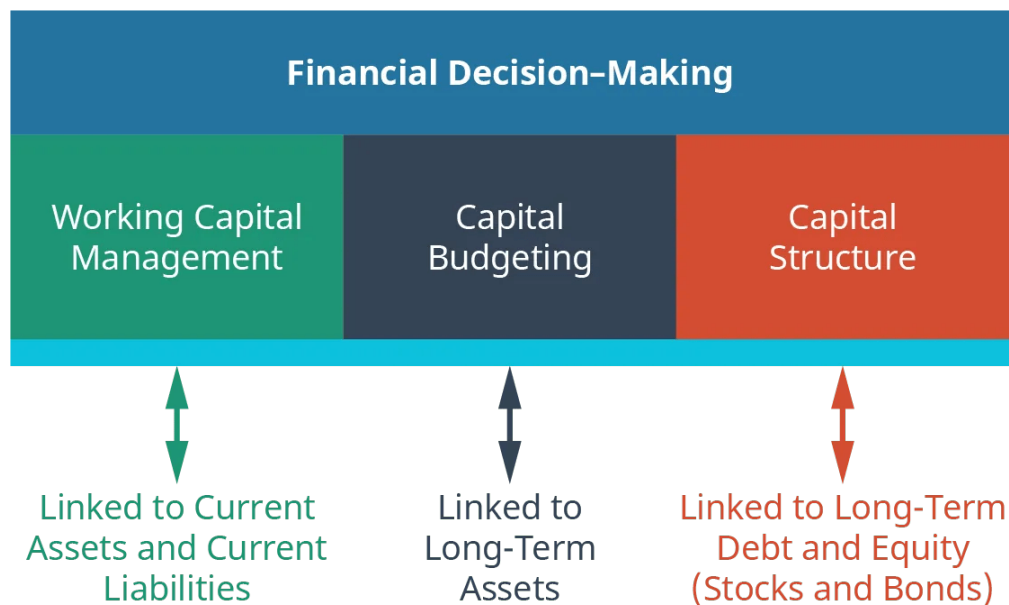 Financial Decision–Making
Working Capital
Management
Capital
Budgeting
Capital
Structure
Linked to Current
Assets and Current
Liabilities
Linked to
Long-Term
Assets
Linked to Long-Term
Debt and Equity
(Stocks and Bonds)